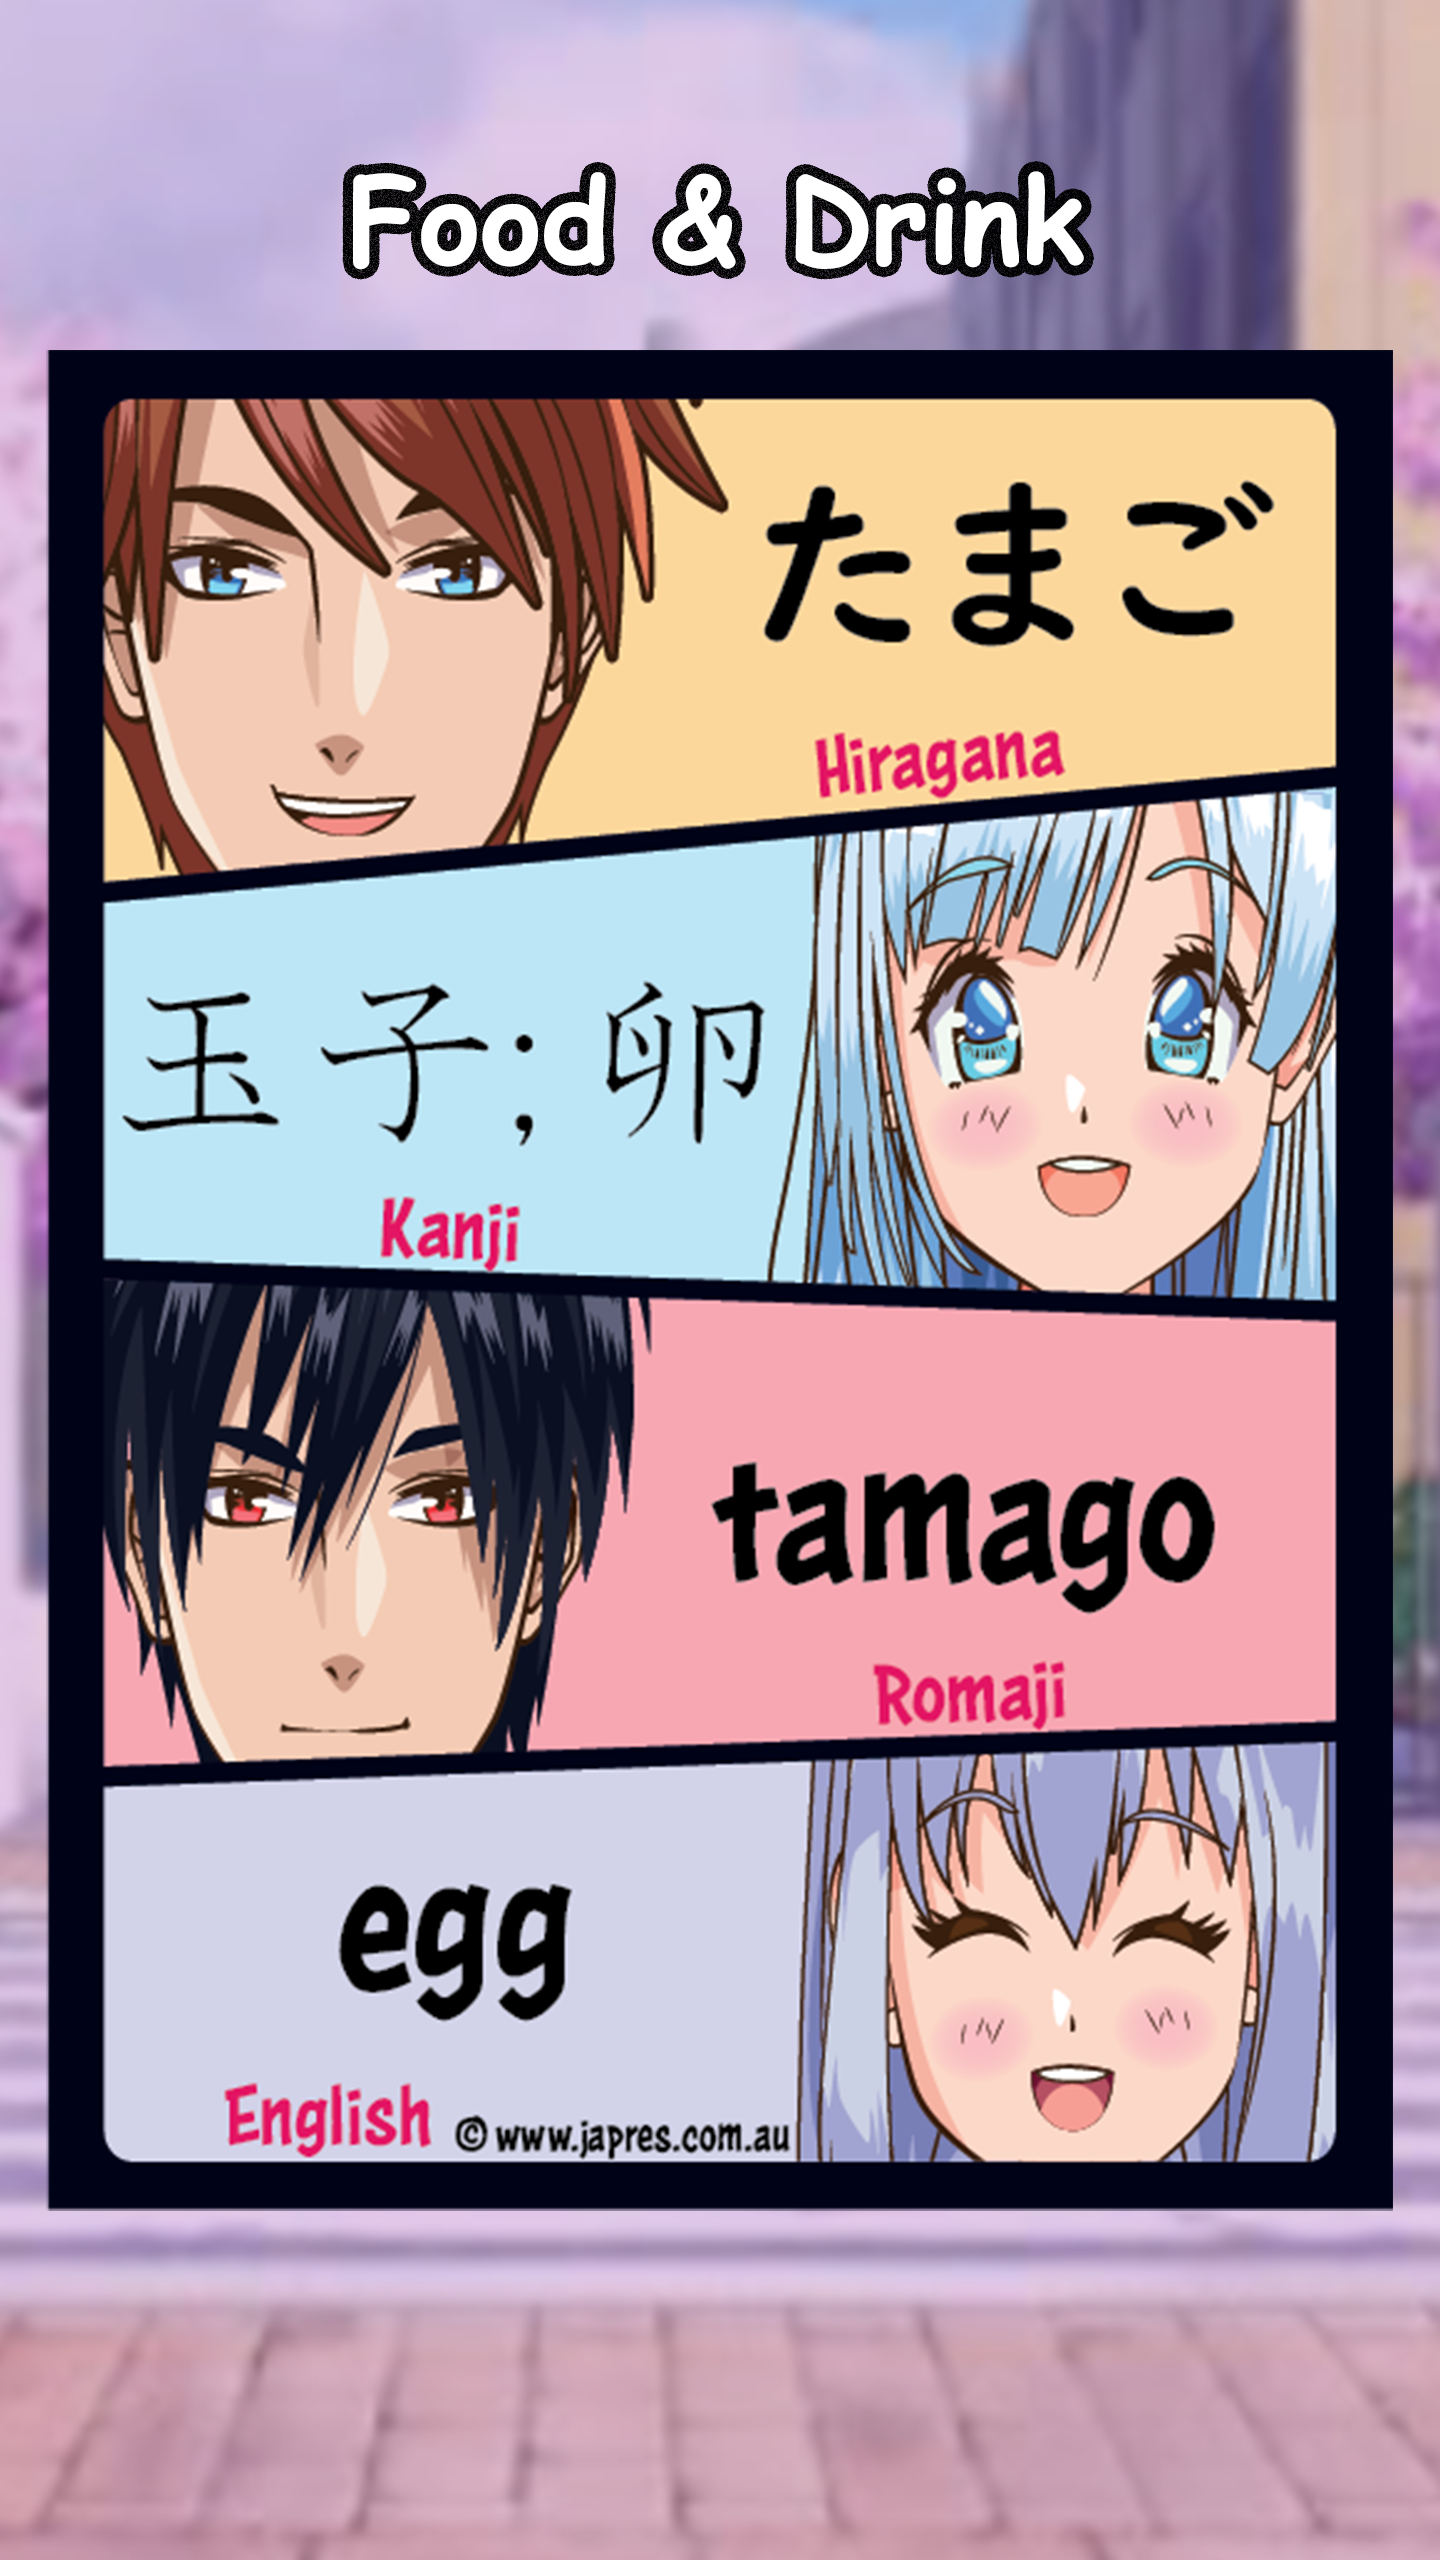 Food & Drink
たまご
Hiragana
玉子; 卵
Kanji
tamago
Romaji
egg
English
© www.japres.com.au